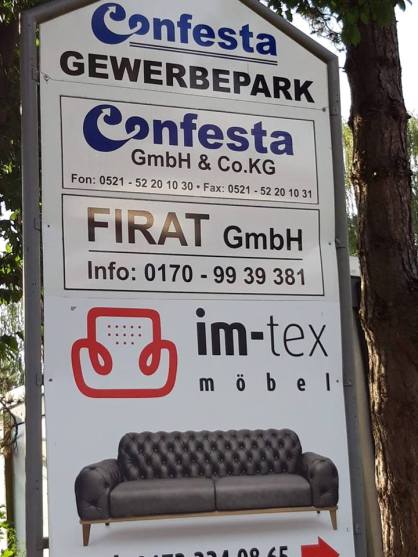 Confesta
GEWERBEPARK
Confesta
GmbH & Co.KG
Fon: 0521 - 52 20 10 30 • Fax: 0521 - 52 20 10 31
FIRAT GmbH
Info: 0170 - 99 39 381
im-tex
möbel